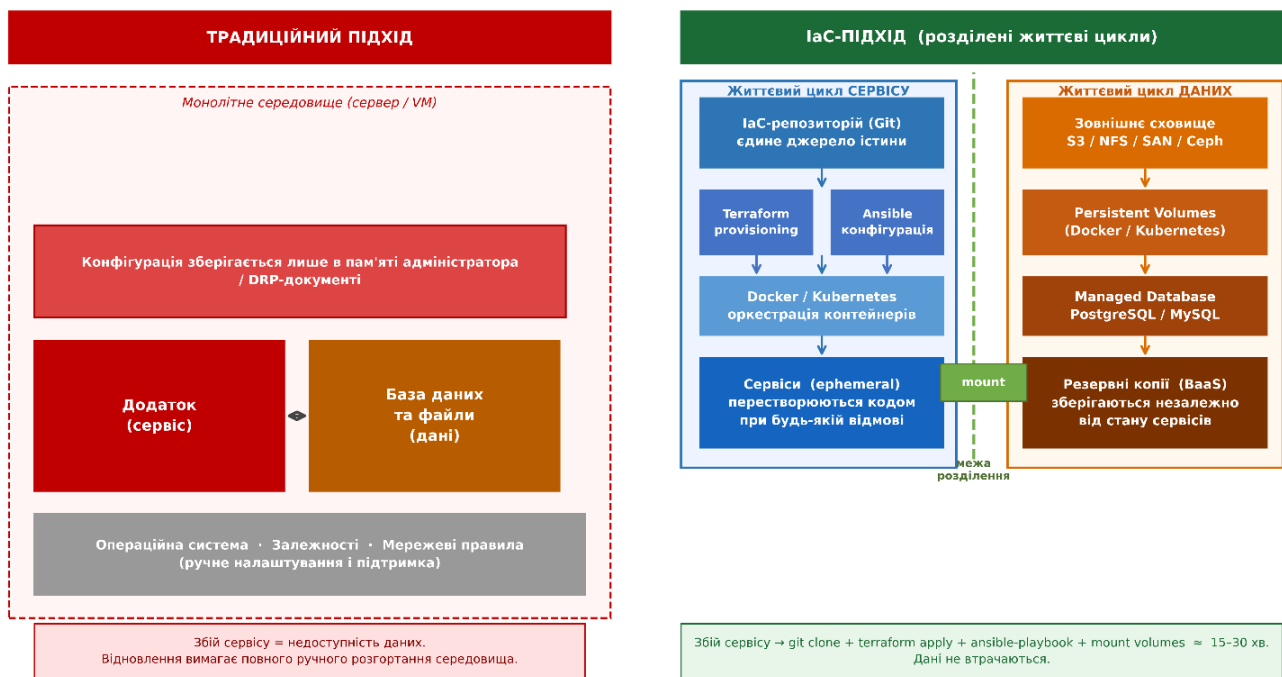 ТРАДИЦІЙНИЙ ПІДХІД
Монолітне середовище (сервер / VM)
Конфігурація зберігається лише в пам'яті адміністратора
/ DRP-документі
Додаток
(сервіс)
База даних
та файли
(дані)
Операційна система · Залежності · Мережеві правила
(ручне налаштування і підтримка)
Збій сервісу = недоступність даних.
Відновлення вимагає повного ручного розгортання середовища.
IaC-ПІДХІД (розділені життєві цикли)
Життєвий цикл СЕРВІСУ
IaC-репозиторій (Git)
єдине джерело істини
Terraform
provisioning
Ansible
конфігурація
Docker / Kubernetes
оркестрація контейнерів
Сервіси (ephemeral)
перестворюються кодом
при будь-якій відмові
mount
межа
розділення
Життєвий цикл ДАНИХ
Зовнішнє сховище
S3 / NFS / SAN / Ceph
Persistent Volumes
(Docker / Kubernetes)
Managed Database
PostgreSQL / MySQL
Резервні копії (BaaS)
зберігаються незалежно
від стану сервісів
Збій сервісу → git clone + terraform apply + ansible-playbook + mount volumes ≈ 15–30 хв.
Дані не втрачаються.